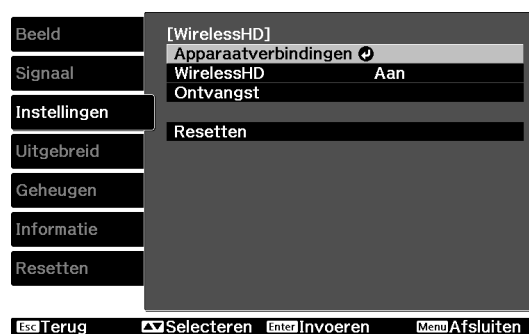 Beeld
Signaal
Instellingen
Uitgebreid
Geheugen
Informatie
Resetten
[WirelessHD]
Apparaatverbindingen
WirelessHD Aan
Ontvangst
Resetten
Esc Terug Selecteren Enter Invoeren Menu Afsluiten